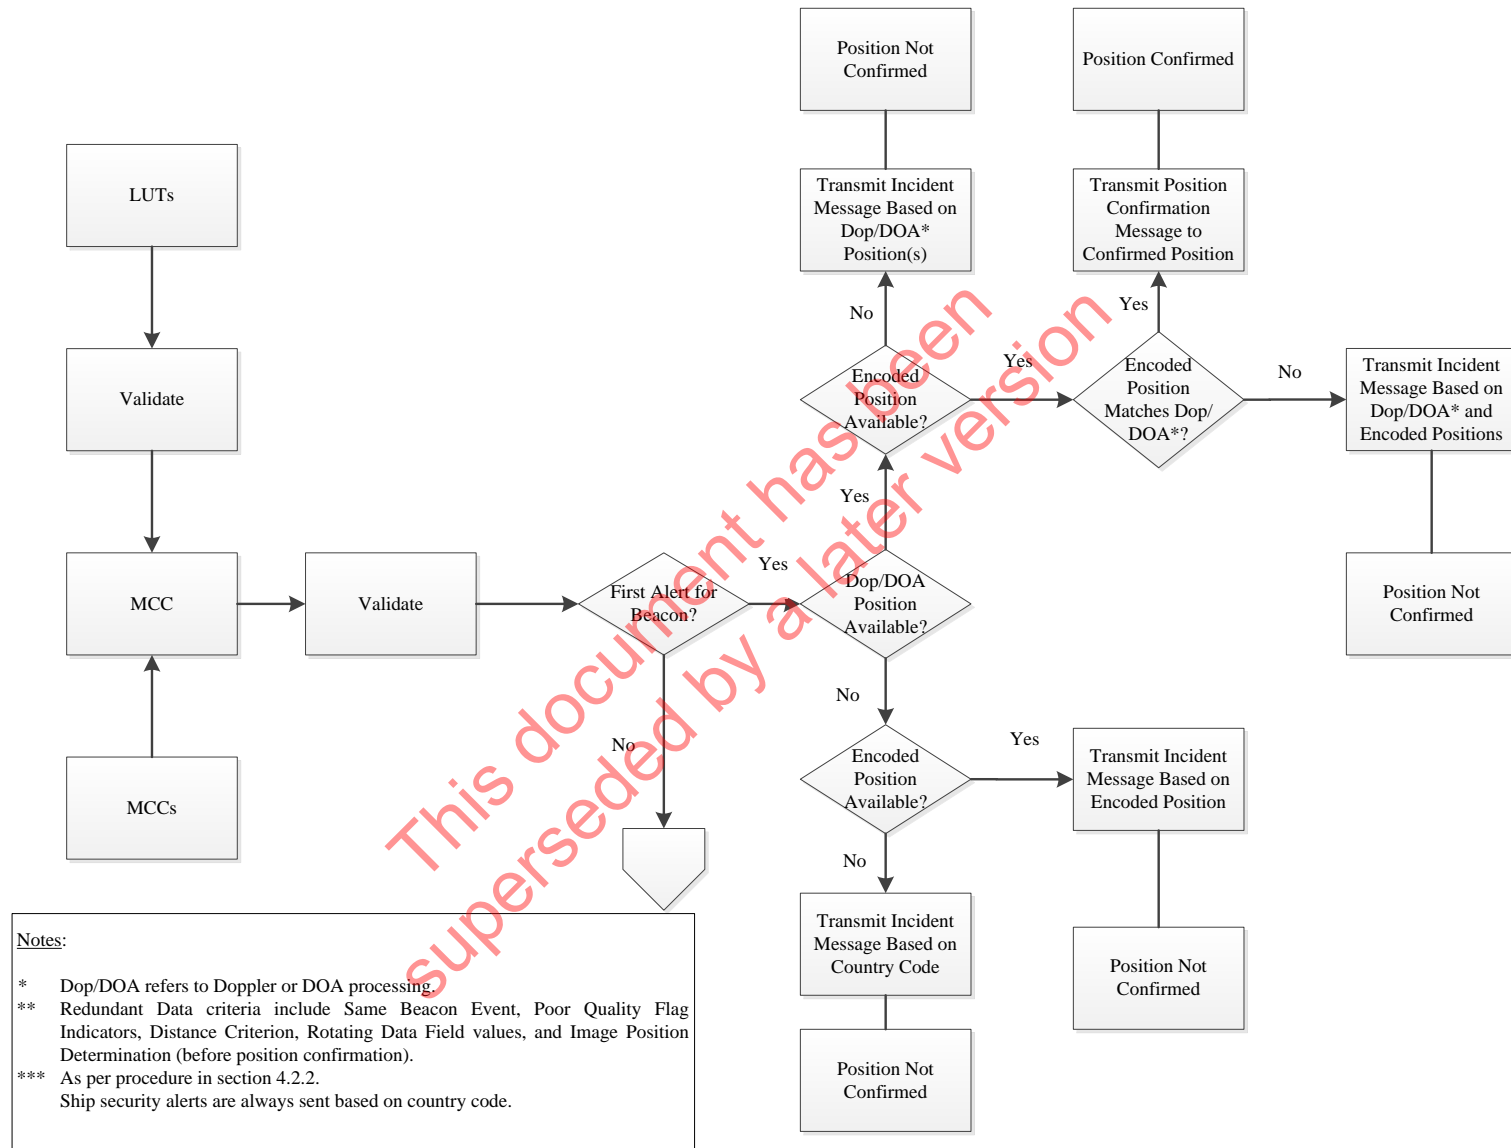 Position Not
Confirmed
Position Confirmed
LUTs
Transmit Incident
Message Based on
Dop/DOA*
Position(s)
Transmit Position
Confirmation
Message to
Confirmed Position
No
Yes
Validate
Encoded
Position
Available?
Yes
Encoded
Position
Matches Dop/
DOA*?
No
Transmit Incident
Message Based on
Dop/DOA* and
Encoded Positions
Yes
MCC
Validate
First Alert for
Beacon?
Yes
Dop/DOA
Position
Available?
Position Not
Confirmed
No
No
MCCs
Encoded
Position
Available?
Yes
Transmit Incident
Message Based on
Encoded Position
No
Transmit Incident
Message Based on
Country Code
Position Not
Confirmed
Position Not
Confirmed
Notes:
* Dop/DOA refers to Doppler or DOA processing.
** Redundant Data criteria include Same Beacon Event, Poor Quality Flag
Indicators, Distance Criterion, Rotating Data Field values, and Image Position
Determination (before position confirmation).
*** As per procedure in section 4.2.2.
Ship security alerts are always sent based on country code.
This document has been
superseded by a later version